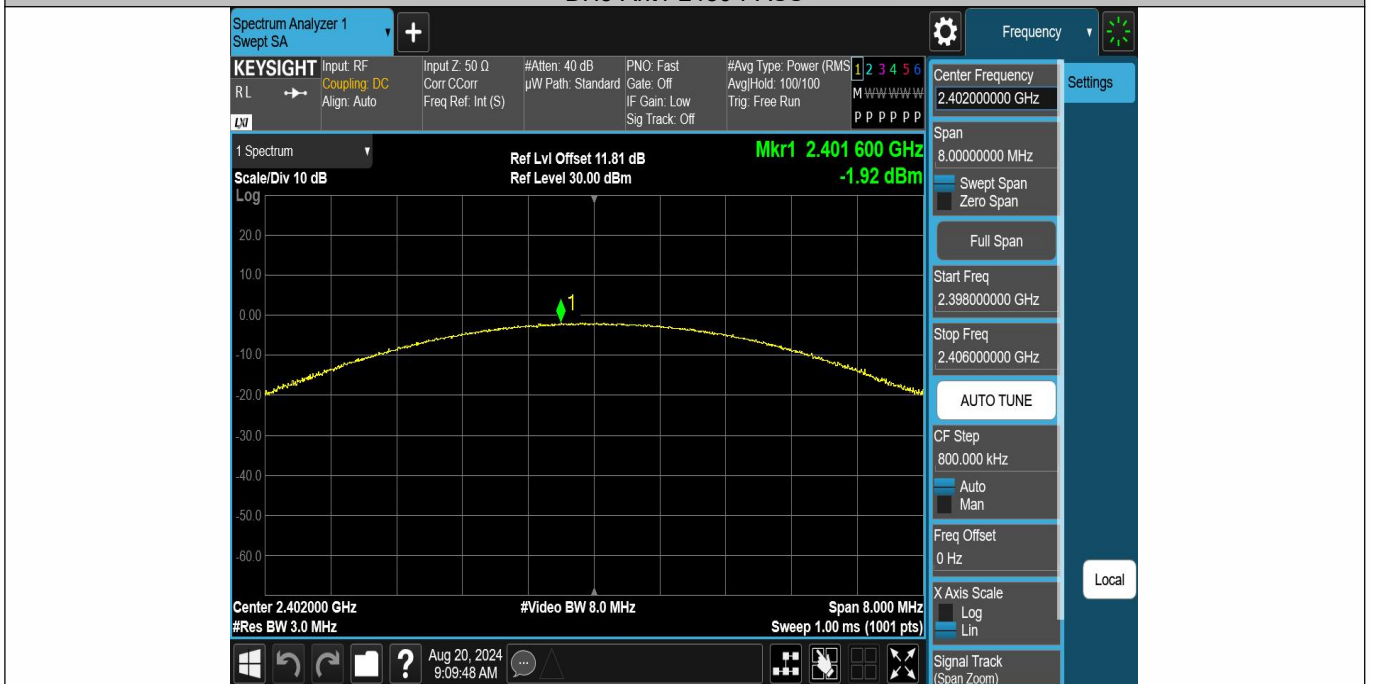 Spectrum Analyzer 1
Swept SA
+
Frequency
KEYSIGHT
RL
LXI
Input: RF
Coupling: DC
Align: Auto
Input Z: 50 Ω
Corr CCorr
Freq Ref: Int (S)
#Atten: 40 dB
µW Path: Standard
PNO: Fast
Gate: Off
IF Gain: Low
Sig Track: Off
#Avg Type: Power (RMS
Avg|Hold: 100/100
Trig: Free Run
1 2 3 4 5 6
M W W W W W
P P P P P P
1 Spectrum
Scale/Div 10 dB
Log
Ref Lvl Offset 11.81 dB
Ref Level 30.00 dBm
Mkr1 2.401 600 GHz
-1.92 dBm
20.0
10.0
0.00
-10.0
-20.0
-30.0
-40.0
-50.0
-60.0
1
Center 2.402000 GHz
#Res BW 3.0 MHz
#Video BW 8.0 MHz
Span 8.000 MHz
Sweep 1.00 ms (1001 pts)
Center Frequency
2.402000000 GHz
Settings
Span
8.00000000 MHz
Swept Span
Zero Span
Full Span
Start Freq
2.398000000 GHz
Stop Freq
2.406000000 GHz
AUTO TUNE
CF Step
800.000 kHz
Auto
Man
Freq Offset
0 Hz
X Axis Scale
Log
Lin
Local
Signal Track
(Span Zoom)
?
Aug 20, 2024
9:09:48 AM